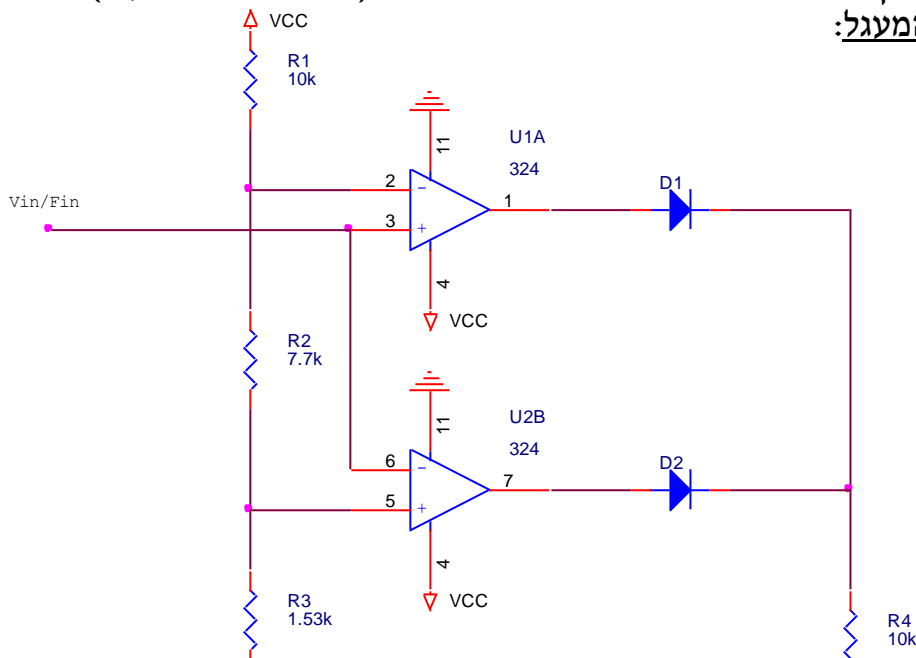 המעגל:
VCC
R1
10k
11
U1A
324
D1
2
1
Vin/Fin
3
4
VCC
R2
7.7k
11
U2B
324
6
D2
7
5
4
VCC
R3
1.53k
R4
10k